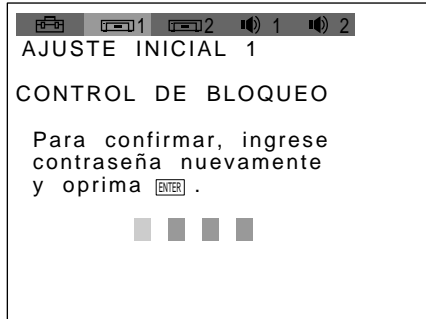 1 2 1 2
AJUSTE INICIAL 1
CONTROL DE BLOQUEO
Para confirmar, ingrese
contraseña nuevamente
y oprima ENTER .